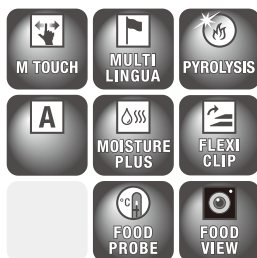 M TOUCH
MULTI
LINGUA
PYROLYSIS
A
MOISTURE
PLUS
FLEXI
CLIP
°C
FOOD
PROBE
FOOD
VIEW